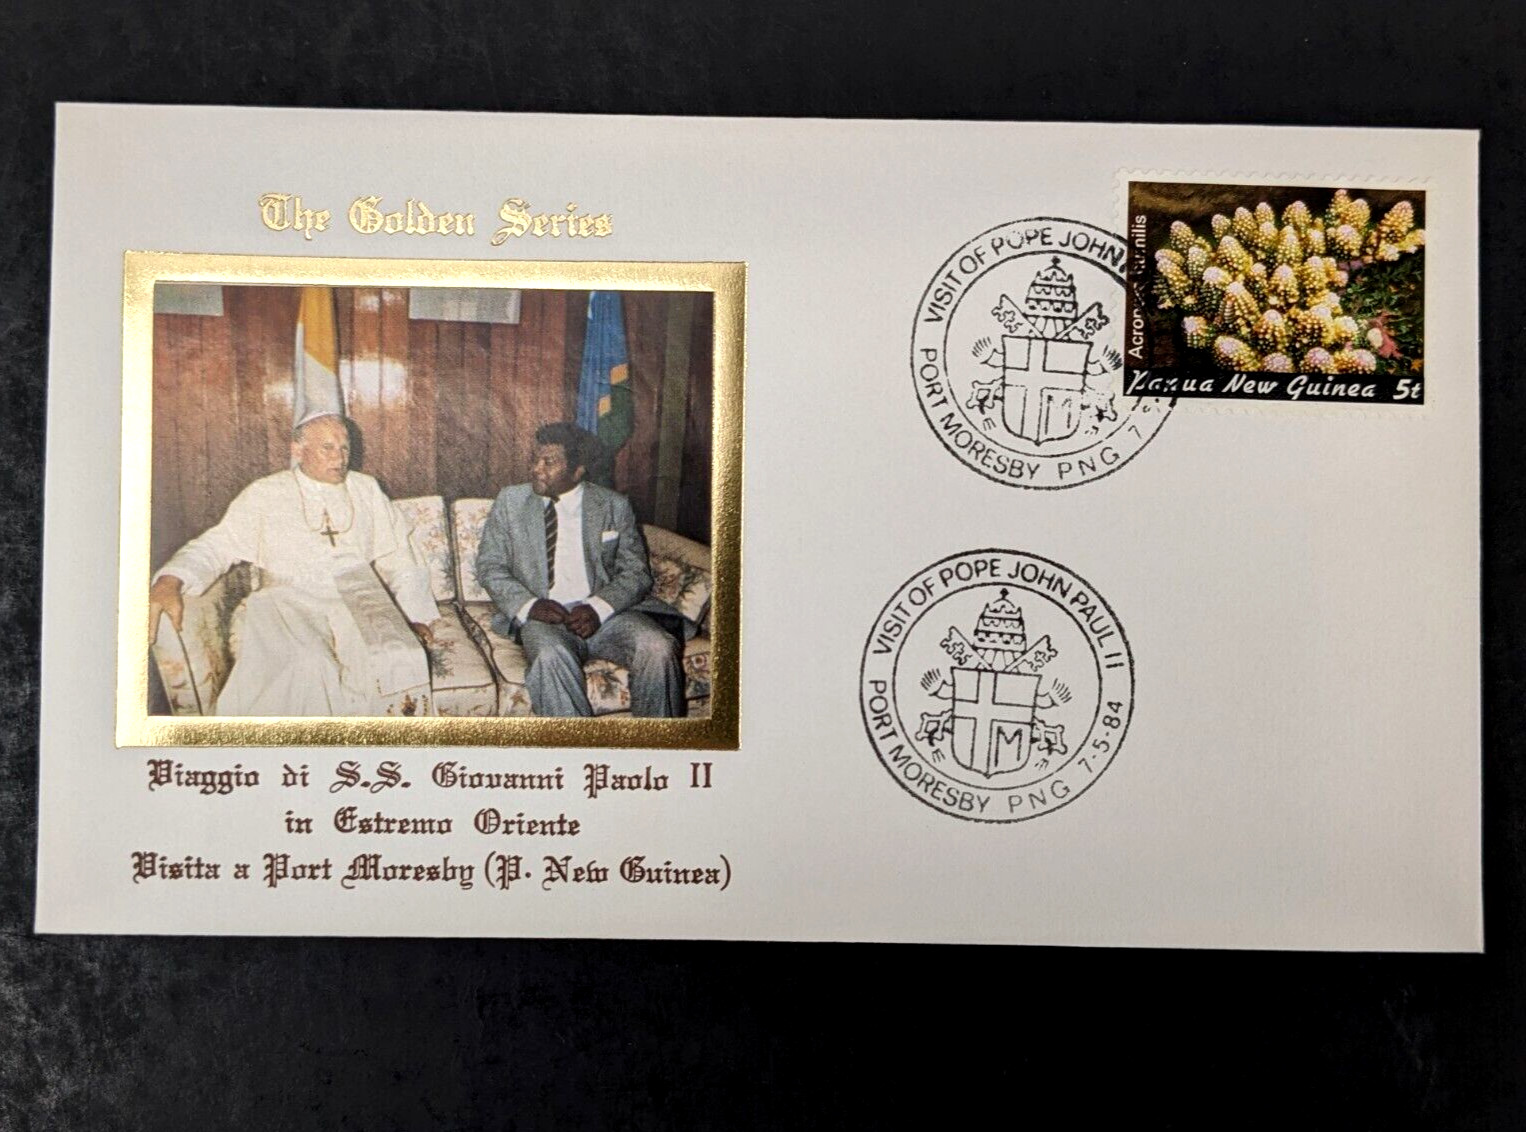 The Golden Series
Viaggio di S.S. Giovanni Paolo II
in Estremo Oriente
Visita a Port Moresby (P. New Guinea)
VISIT OF POPE JOHN
PORT MORESBY PNG 7
Papua New Guinea 5t
VISIT OF POPE JOHN PAUL II
PORT MORESBY PNG 7-5-84
M